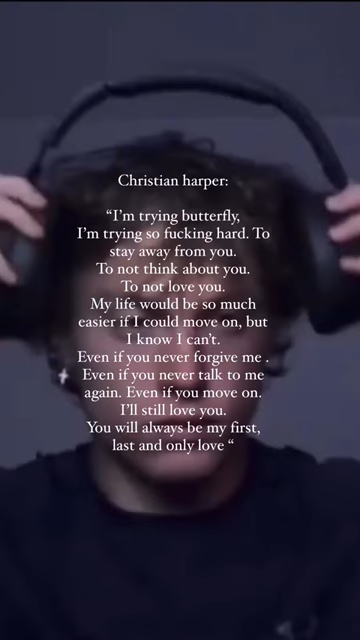 Christian harper:
“I’m trying butterfly,
I’m trying so fucking hard. To
stay away from you.
To not think about you.
To not love you.
My life would be so much
easier if I could move on, but
I know I can’t.
Even if you never forgive me .
Even if you never talk to me
again. Even if you move on.
I’ll still love you.
You will always be my first,
last and only love “